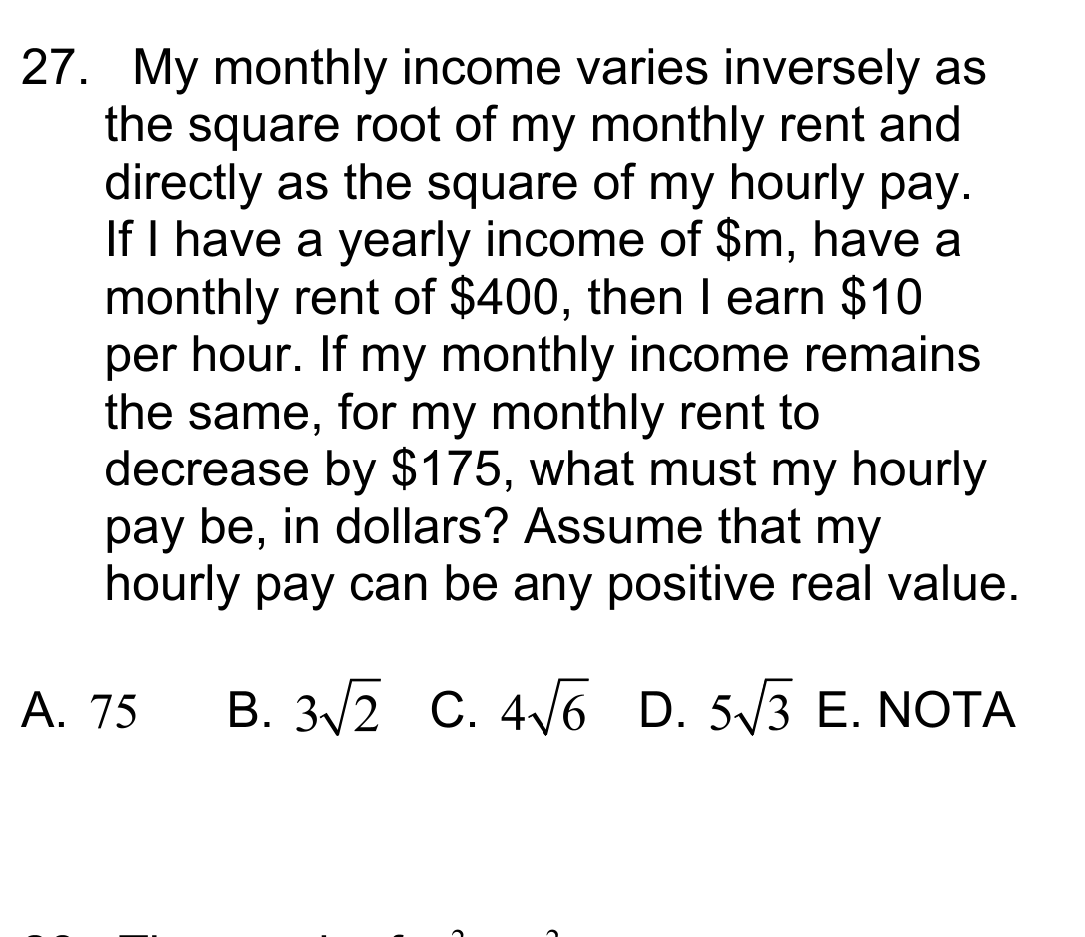 27. My monthly income varies inversely as
the square root of my monthly rent and
directly as the square of my hourly pay.
If I have a yearly income of $m, have a
monthly rent of $400, then I earn $10
per hour. If my monthly income remains
the same, for my monthly rent to
decrease by $175, what must my hourly
pay be, in dollars? Assume that my
hourly pay can be any positive real value.
A. 75 B. 3√2 C. 4√6 D. 5√3 E. NOTA